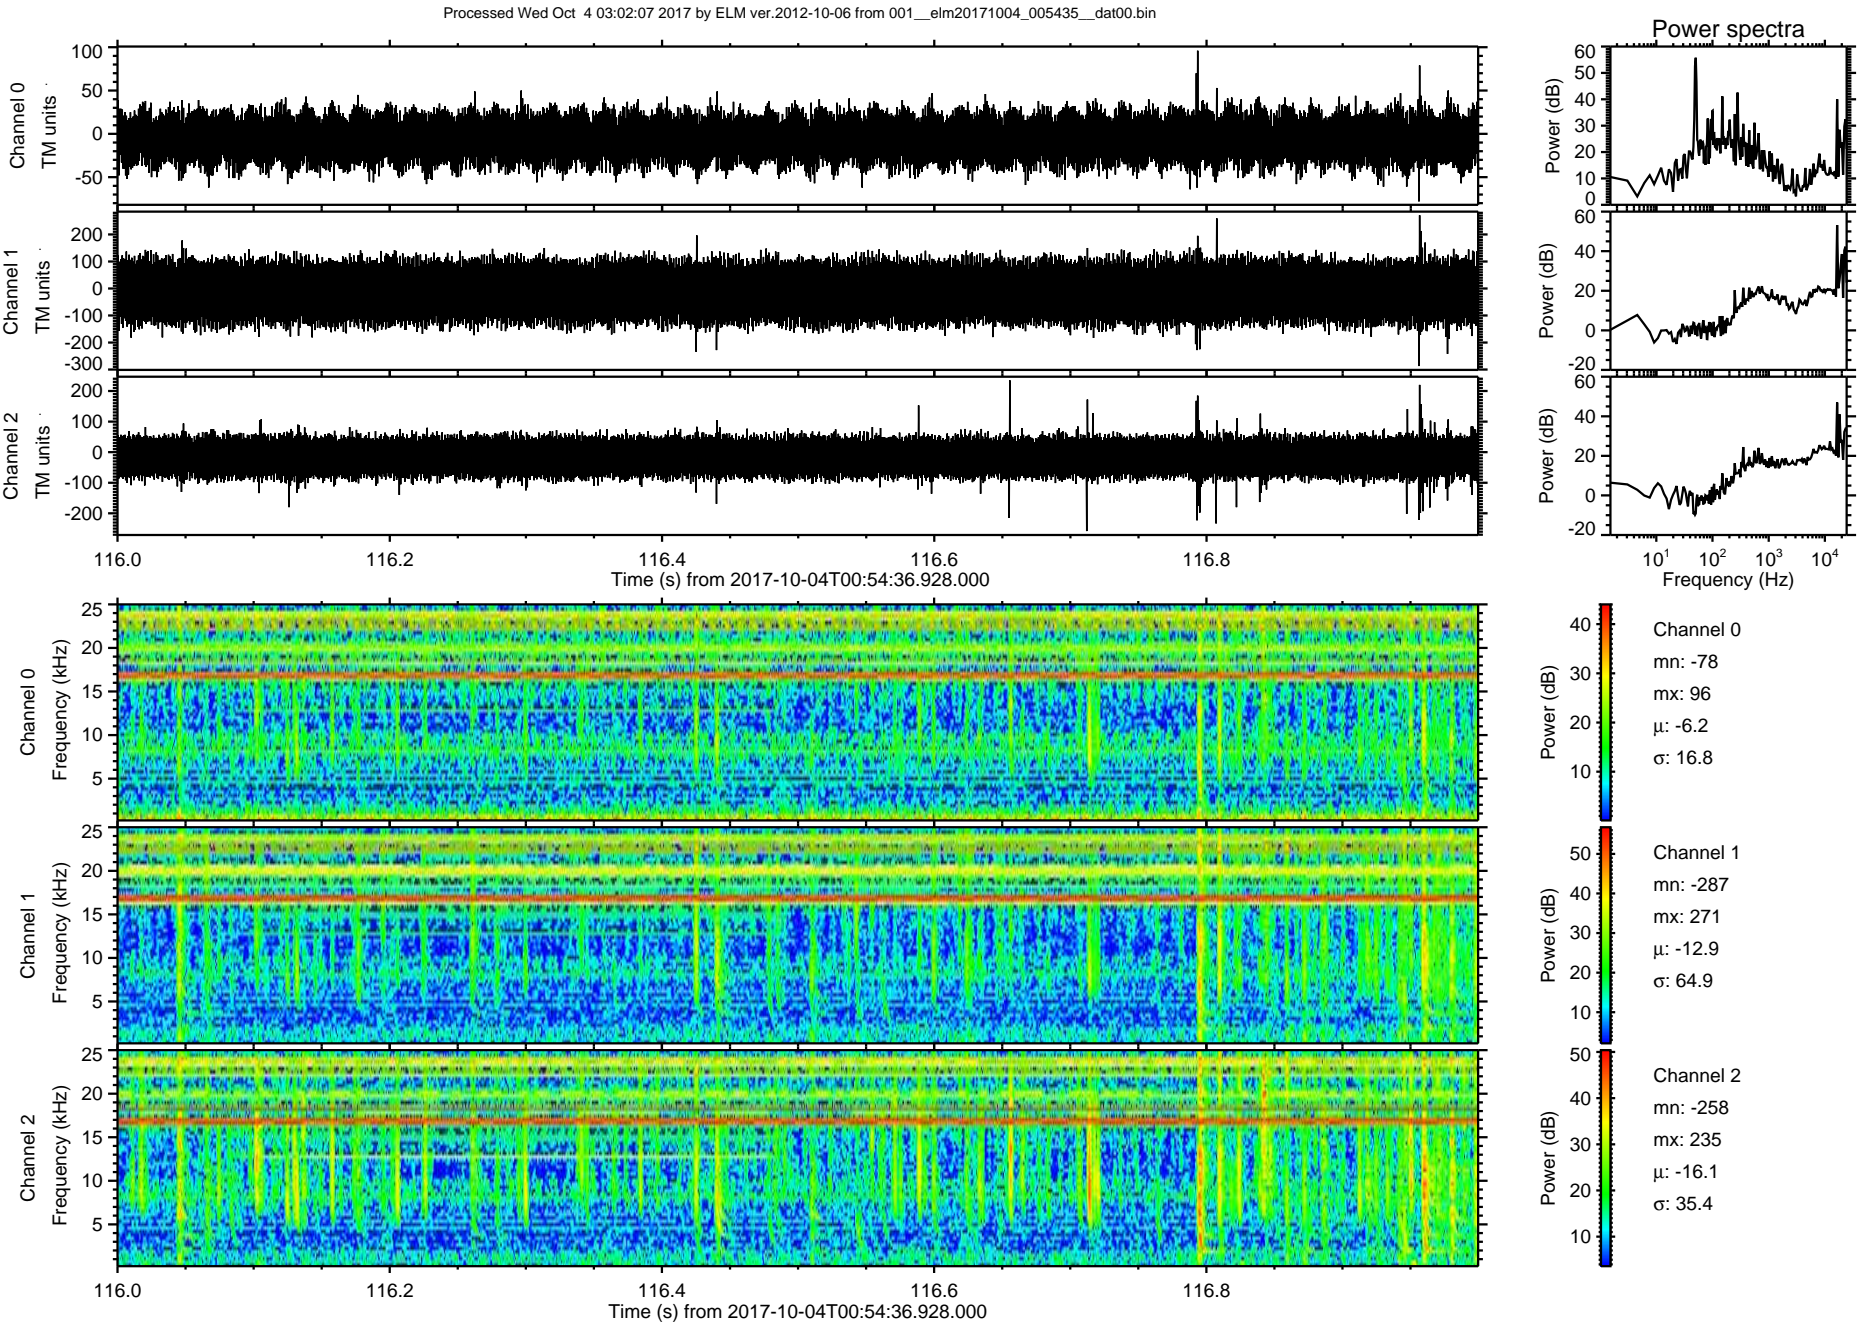 Processed Wed Oct  4 03:02:07 2017 by ELM ver.2012-10-06 from 001__elm20171004_005435__dat00.bin
Power spectra
Channel 0
TM units
100
50
0
-50
Power (dB)
60
50
40
30
20
10
0
Channel 1
TM units
200
100
0
-100
-200
-300
Power (dB)
60
40
20
0
-20
Channel 2
TM units
200
100
0
-100
-200
Power (dB)
60
40
20
0
-20
116.0 116.2 116.4 116.6 116.8
Time (s) from 2017-10-04T00:54:36.928.000
10^1 10^2 10^3 10^4
Frequency (Hz)
Channel 0
Frequency (kHz)
25
20
15
10
5
Power (dB)
40
30
20
10
Channel 0
mn: -78
mx: 96
μ: -6.2
σ: 16.8
Channel 1
Frequency (kHz)
25
20
15
10
5
Power (dB)
50
40
30
20
10
Channel 1
mn: -287
mx: 271
μ: -12.9
σ: 64.9
Channel 2
Frequency (kHz)
25
20
15
10
5
Power (dB)
50
40
30
20
10
Channel 2
mn: -258
mx: 235
μ: -16.1
σ: 35.4
116.0 116.2 116.4 116.6 116.8
Time (s) from 2017-10-04T00:54:36.928.000